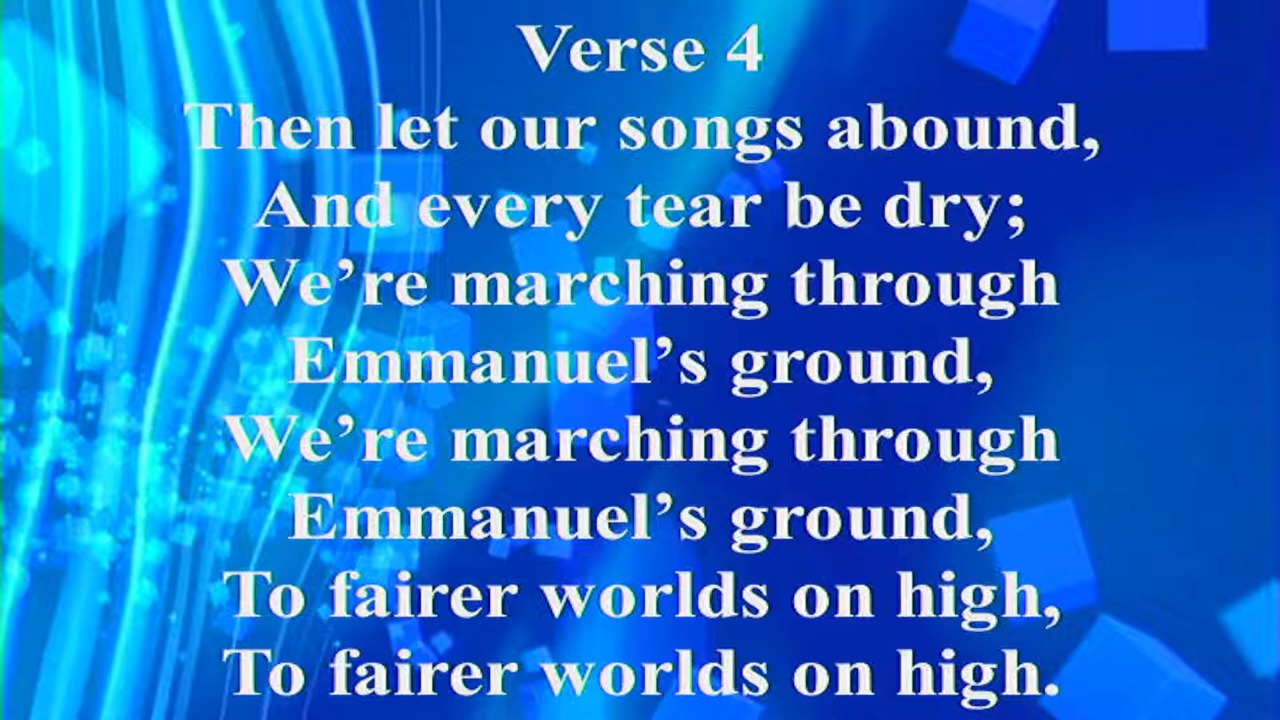 Verse 4
Then let our songs abound,
And every tear be dry;
We’re marching through
Emmanuel’s ground,
We’re marching through
Emmanuel’s ground,
To fairer worlds on high,
To fairer worlds on high.